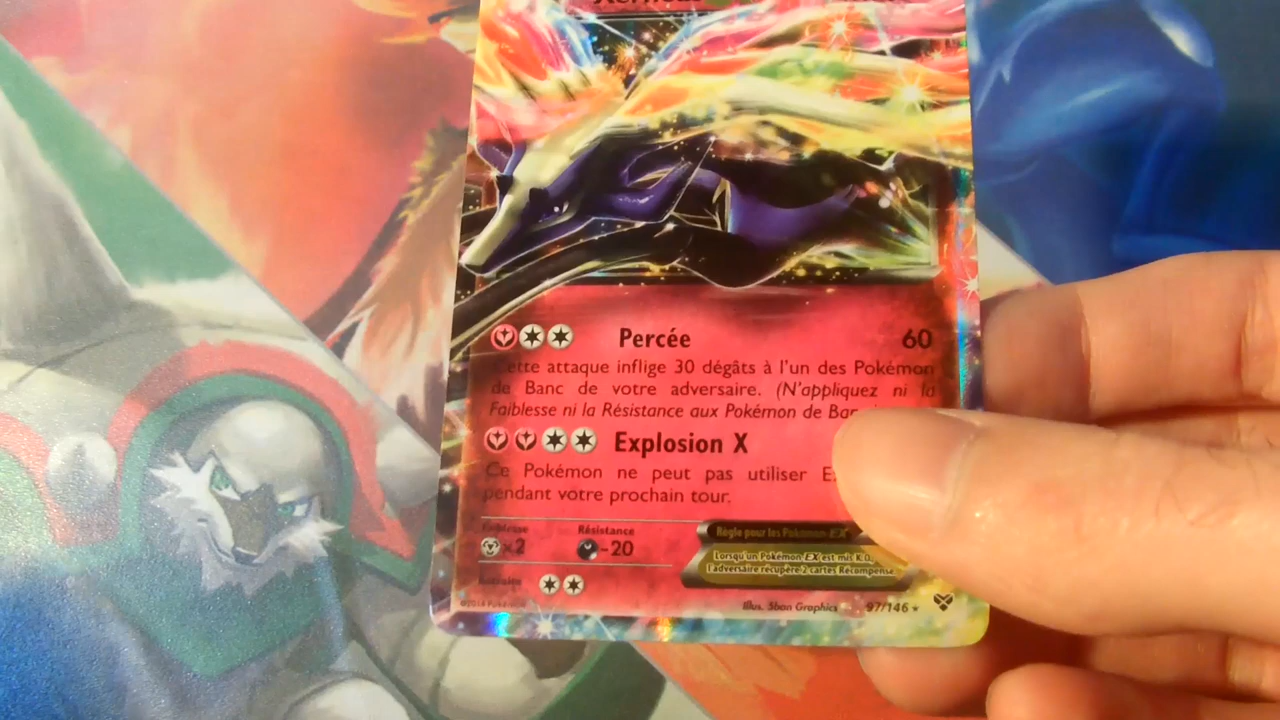 Percée 60
Cette attaque inflige 30 dégâts à l'un des Pokémon
de Banc de votre adversaire. (N'appliquez ni la
Faiblesse ni la Résistance aux Pokémon de
Explosion X
Ce Pokémon ne peut pas utiliser
pendant votre prochain tour.
Faiblesse Résistance
×2 -20
Règle pour les Pokémon-EX
Lorsqu'un Pokémon-EX est mis K.O.,
l'adversaire récupère 2 cartes Récompense.
Retraite
©2014 Pokémon
Illus. 5ban Graphics
97/146